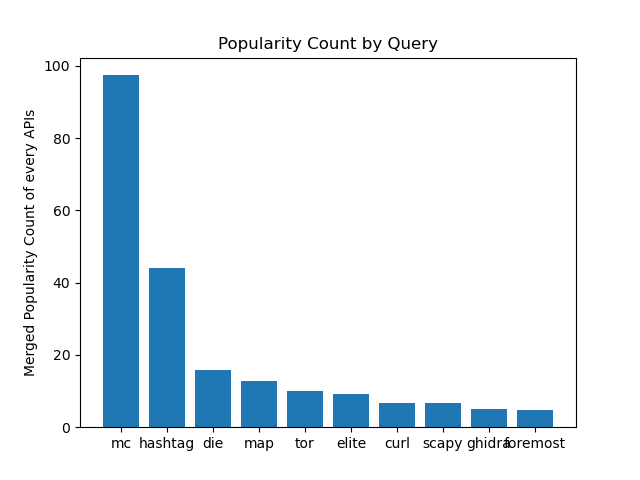 Popularity Count by Query
Merged Popularity Count of every APIs
100
80
60
40
20
0
mc hashtag die map tor elite curl scapy ghidra foremost